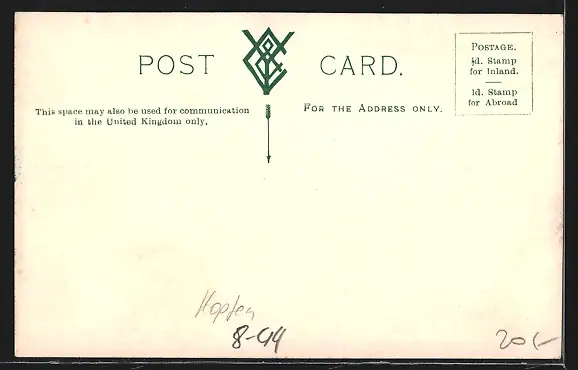 POST CARD.
This space may also be used for communication
in the United Kingdom only.
FOR THE ADDRESS ONLY.
POSTAGE.
½d. Stamp
for Inland.
1d. Stamp
for Abroad
Hopfen
8-44
20/-